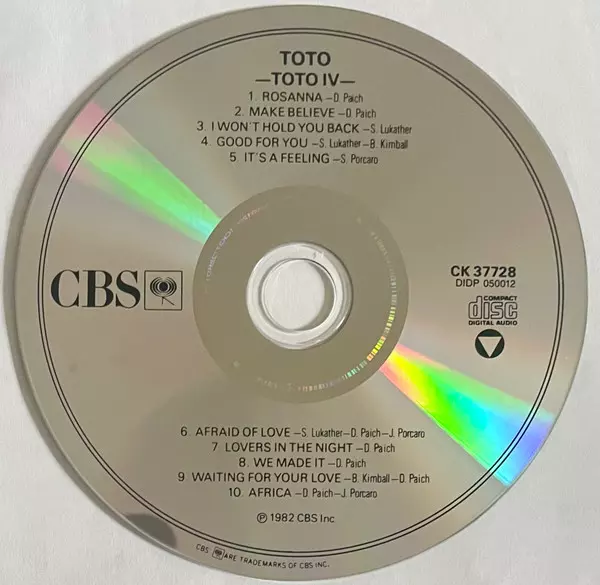 TOTO
—TOTO IV—
1. ROSANNA –D. Paich
2. MAKE BELIEVE –D. Paich
3. I WON'T HOLD YOU BACK –S. Lukather
4. GOOD FOR YOU –S. Lukather–B. Kimball
5 IT'S A FEELING –S. Porcaro
CBS
CK 37728
DIDP 050012
COMPACT
disc
DIGITAL AUDIO
6. AFRAID OF LOVE –S. Lukather–D. Paich–J. Porcaro
7. LOVERS IN THE NIGHT –D. Paich
8. WE MADE IT –D. Paich
9. WAITING FOR YOUR LOVE –B. Kimball–D. Paich
10. AFRICA –D. Paich–J. Porcaro
℗ 1982 CBS Inc.
CBS ARE TRADEMARKS OF CBS INC.